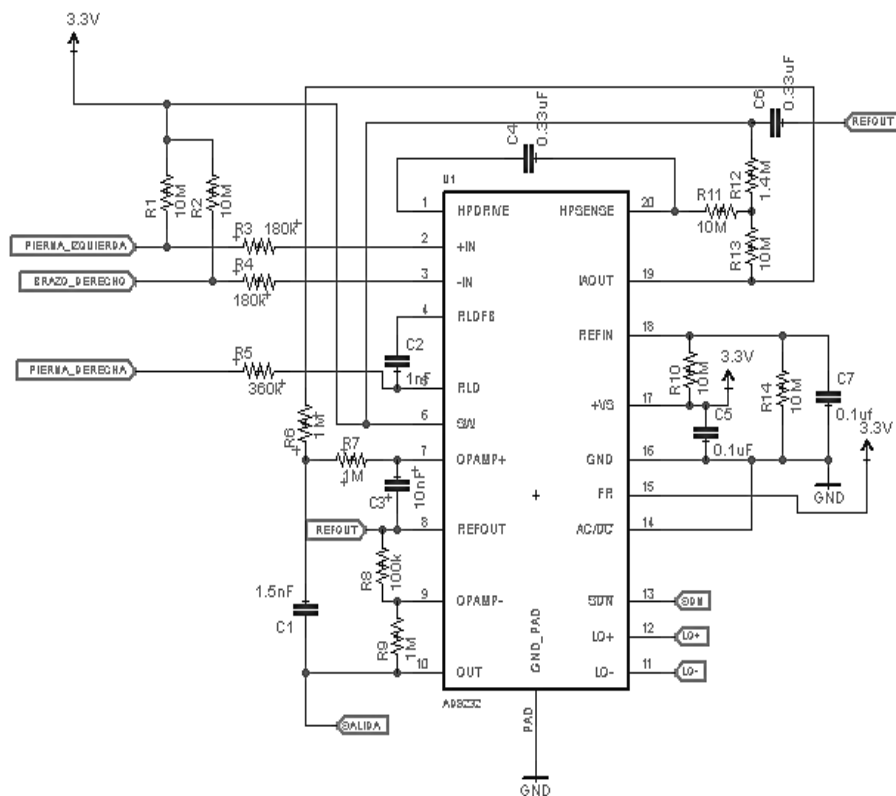 3.3V
C6
0.33uF
REFOUT
C4
0.33uF
U1
R1
10M
R2
10M
R12
1.4M
R11
10M
R13
10M
1
HPDRIVE
HPSENSE
20
PIERNA_IZQUIERDA
R3
180k
2
+IN
BRAZO_DERECHO
R4
180k
3
-IN
IAOUT
19
4
RLDFB
REFIN
18
C2
1nF
PIERNA_DERECHA
R5
360k
5
RLD
R10
10M
3.3V
R14
10M
C7
0.1uf
+VS
17
C5
0.1uF
3.3V
6
SW
R6
1M
R7
1M
7
OPAMP+
GND
16
GND
C3
10nF
FR
15
REFOUT
8
REFOUT
AC/DC
14
R8
100k
1.5nF
C1
9
OPAMP-
SDN
13
SDN
R9
1M
LO+
12
LO+
10
OUT
GND_PAD
LO-
11
LO-
AD8232
PAD
SALIDA
GND